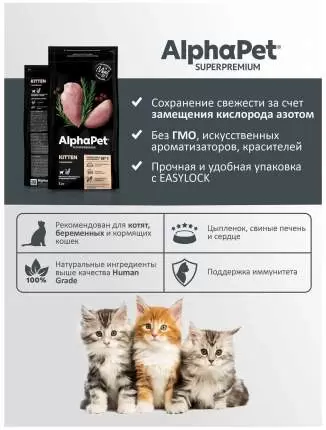 AlphaPet®
SUPERPREMIUM
Сохранение свежести за счет
замещения кислорода азотом
Без ГМО, искусственных
ароматизаторов, красителей
Прочная и удобная упаковка
с EASYLOCK
AlphaPet
KITTEN
KITTEN
Рекомендован для котят,
беременных и кормящих
кошек
Цыпленок, свиные печень
и сердце
100%
Натуральные ингредиенты
выше качества Human
Grade
Поддержка иммунитета